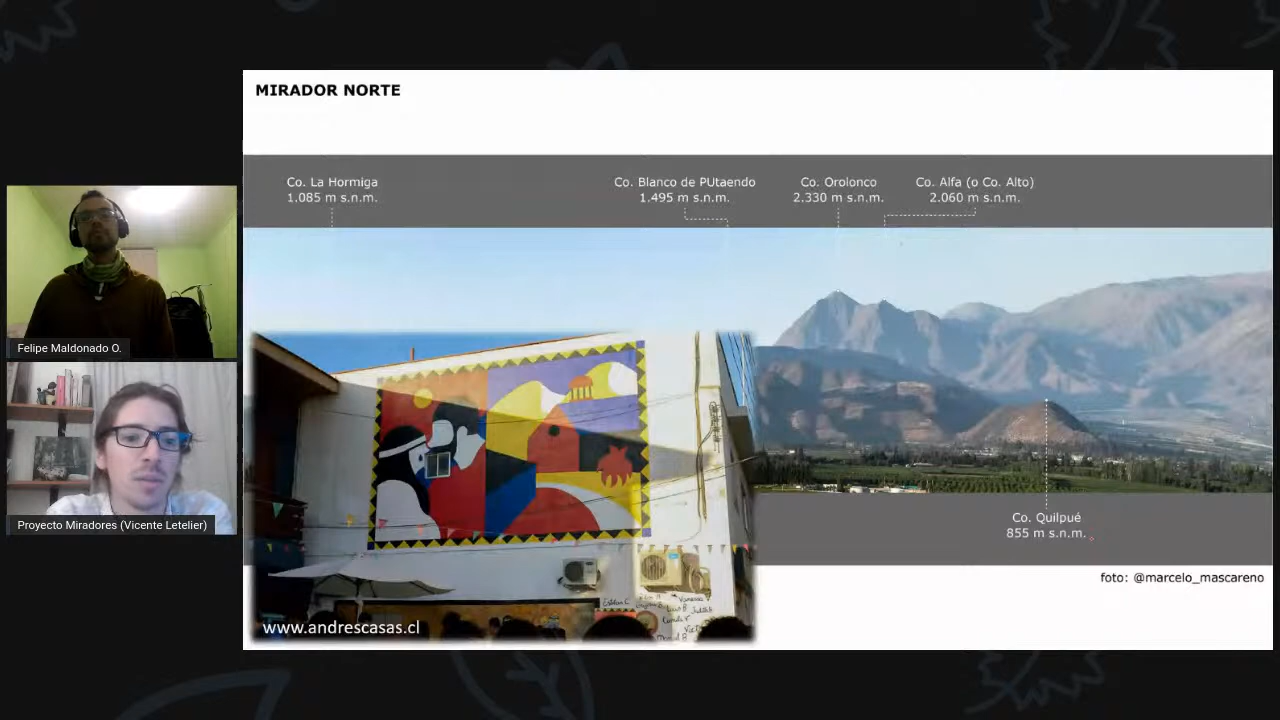 MIRADOR NORTE
Co. La Hormiga
1.085 m s.n.m.
Co. Blanco de PUtaendo
1.495 m s.n.m.
Co. Orolonco
2.330 m s.n.m.
Co. Alfa (o Co. Alto)
2.060 m s.n.m.
Felipe Maldonado O.
Proyecto Miradores (Vicente Letelier)
Co. Quilpué
855 m s.n.m.
foto: @marcelo_mascareno
www.andrescasas.cl